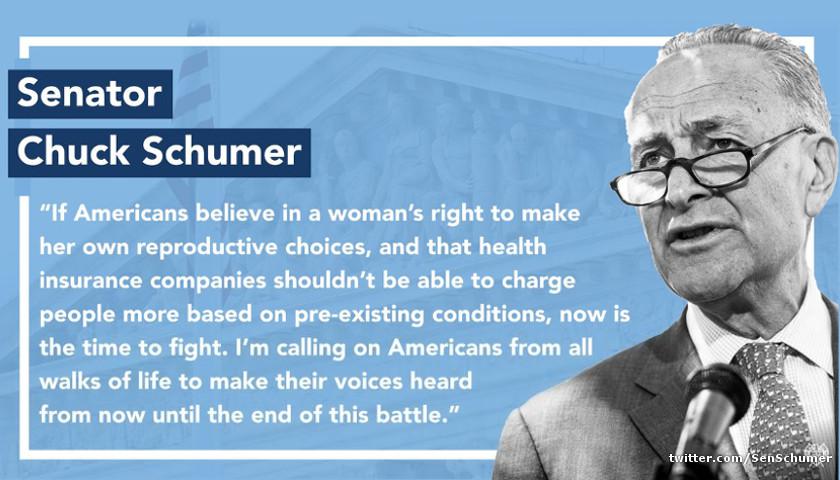 Senator
Chuck Schumer
“If Americans believe in a woman’s right to make
her own reproductive choices, and that health
insurance companies shouldn’t be able to charge
people more based on pre-existing conditions, now is
the time to fight. I’m calling on Americans from all
walks of life to make their voices heard
from now until the end of this battle.”
twitter.com/SenSchumer